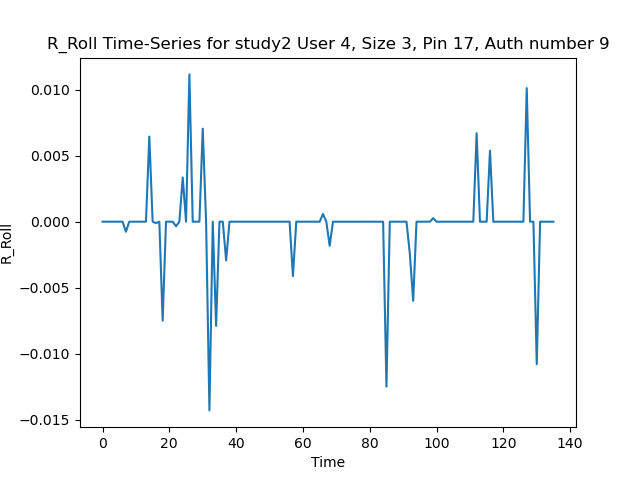 R_Roll Time-Series for study2 User 4, Size 3, Pin 17, Auth number 9
0.010
0.005
0.000
−0.005
−0.010
−0.015
R_Roll
0 20 40 60 80 100 120 140
Time